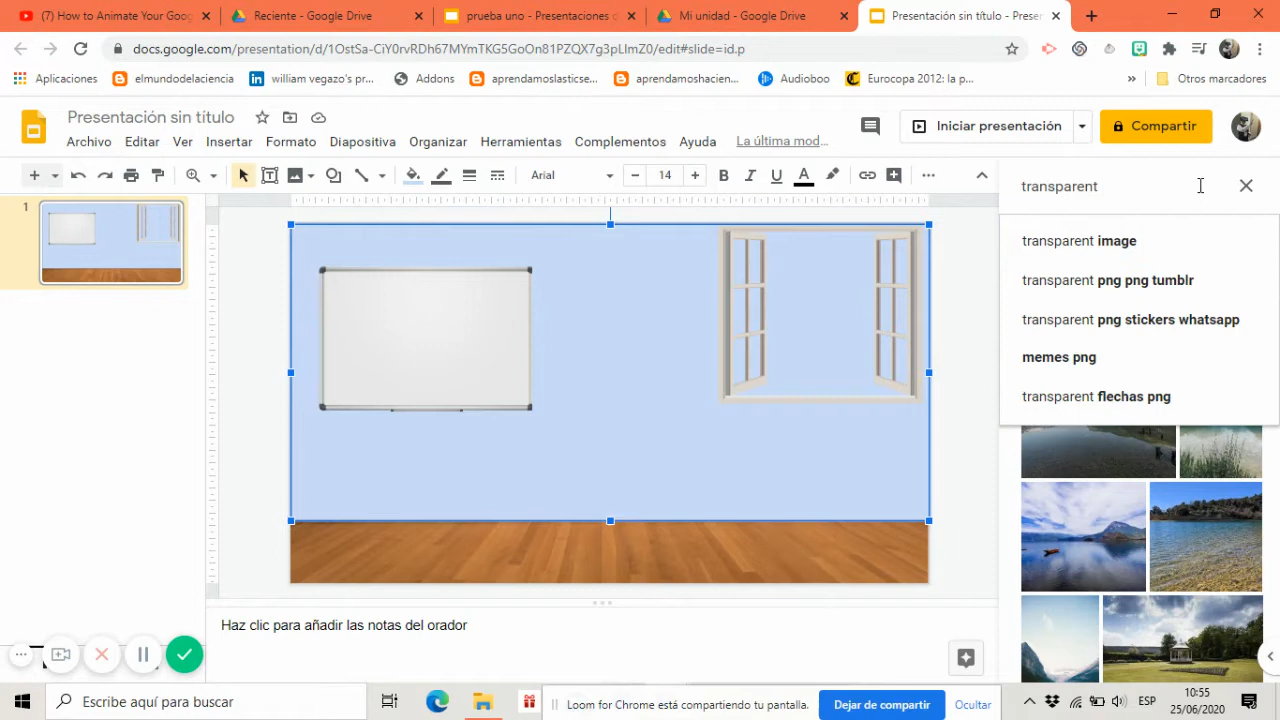 (7) How to Animate Your Goog
Reciente - Google Drive
prueba uno - Presentaciones d
Mi unidad - Google Drive
Presentación sin título - Preser
docs.google.com/presentation/d/1OstSa-CiY0rvRDh67MYmTKG5GoOn81PZQX7g3pLlmZ0/edit#slide=id.p
Aplicaciones
elmundodelaciencia
william vegazo's pr...
Addons
aprendamoslasticse...
aprendamoshacien...
Audioboo
Eurocopa 2012: la p...
»
Otros marcadores
Presentación sin título
Archivo Editar Ver Insertar Formato Diapositiva Organizar Herramientas Complementos Ayuda La última mod...
Iniciar presentación
Compartir
Arial
14
B I U A
transparent
1
transparent image
transparent png png tumblr
transparent png stickers whatsapp
memes png
transparent flechas png
Haz clic para añadir las notas del orador
Escribe aquí para buscar
Loom for Chrome está compartiendo tu pantalla.
Dejar de compartir
Ocultar
ESP
10:55
25/06/2020